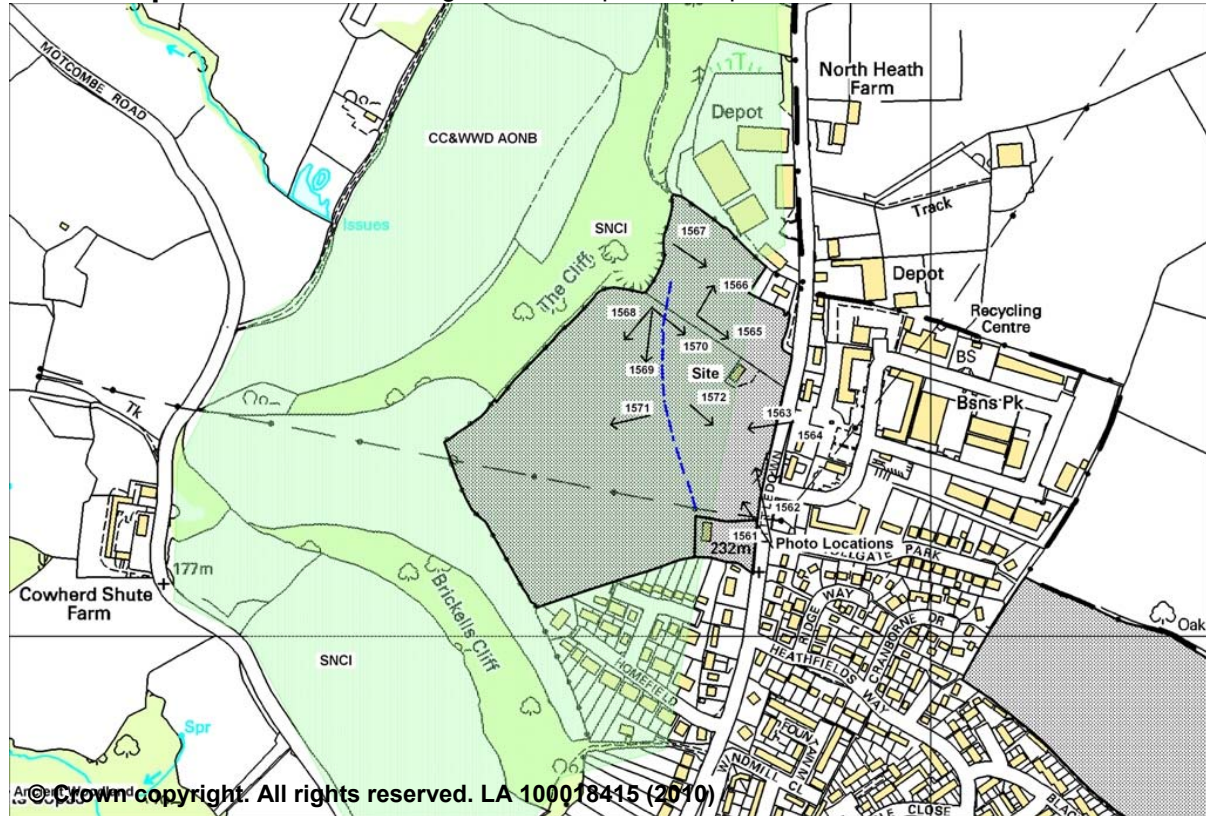 MOTCOMBE ROAD
CC&WWD AONB
Issues
SNCI
The Cliff
Depot
North Heath
Farm
Track
Depot
Recycling
Centre
BS
Bsns Pk
1567
1566
1568
1565
1570
1569
Site
1572
1571
1563
1564
1562
1561
Photo Locations
232m
Tk
177m
Cowherd Shute
Farm
Brickells Cliff
SNCI
HOMEFIELD
PARK
RIDGE WAY
CRANBORNE DR
HEATHFIELDS WAY
WINDMILL CL
CLOSE
Oak
Spr
© Crown copyright. All rights reserved. LA 100018415 (2010)